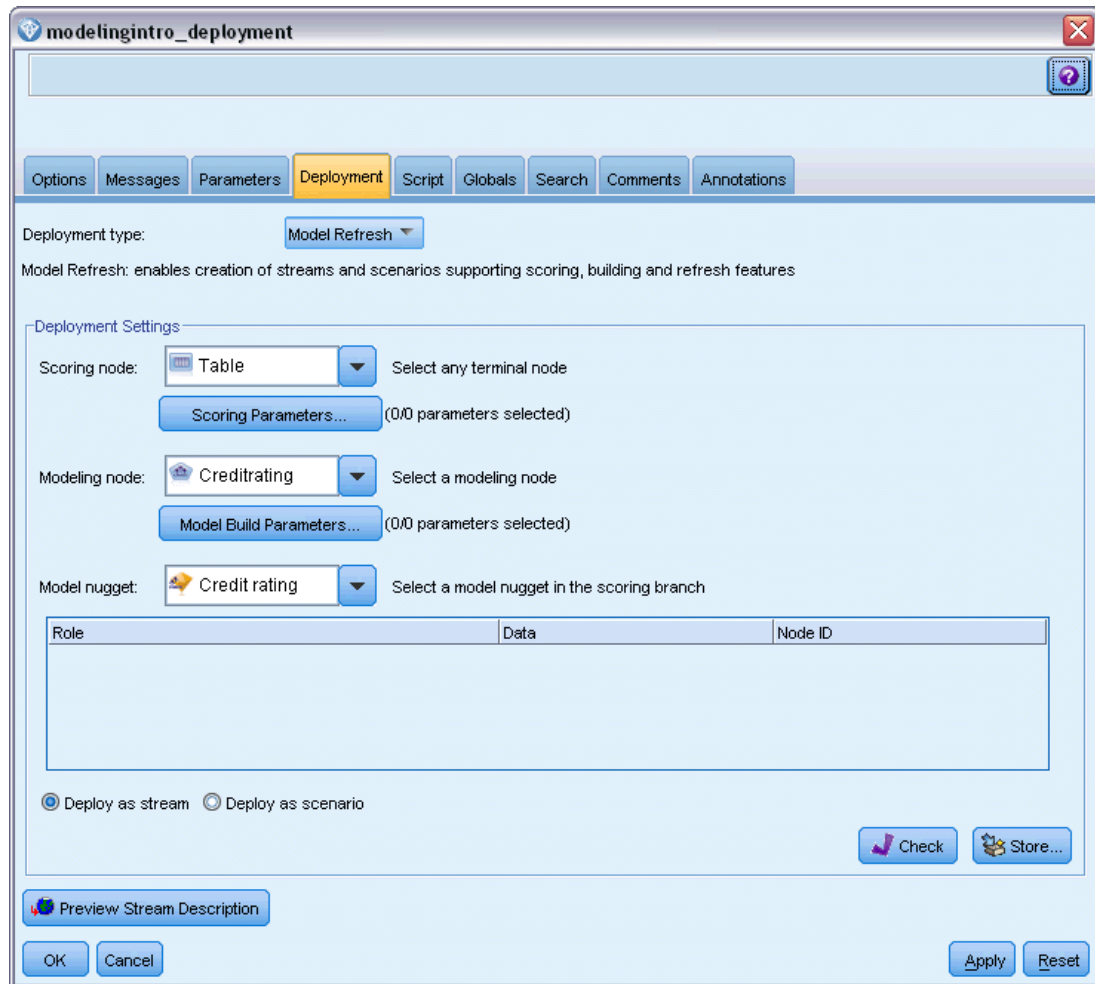 modelingintro_deployment
Options Messages Parameters Deployment Script Globals Search Comments Annotations
Deployment type: Model Refresh
Model Refresh: enables creation of streams and scenarios supporting scoring, building and refresh features
Deployment Settings
Scoring node: Table Select any terminal node
Scoring Parameters... (0/0 parameters selected)
Modeling node: Creditrating Select a modeling node
Model Build Parameters... (0/0 parameters selected)
Model nugget: Credit rating Select a model nugget in the scoring branch
Role Data Node ID
Deploy as stream Deploy as scenario
Check Store...
Preview Stream Description
OK Cancel Apply Reset